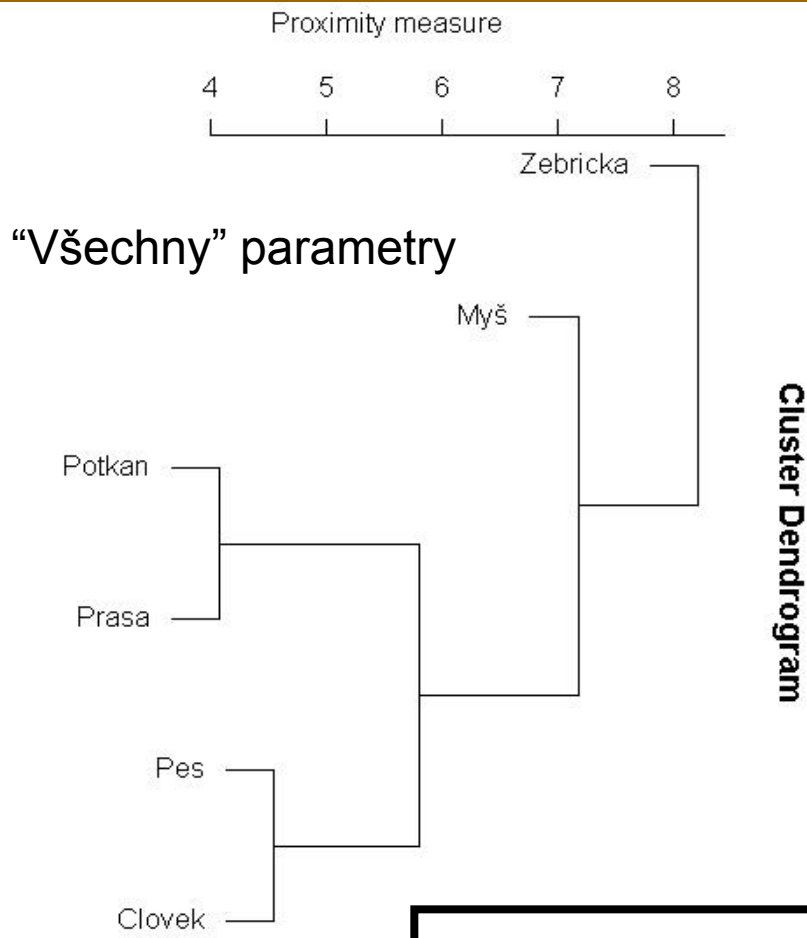 Proximity measure
4 5 6 7 8
Zebricka
“Všechny” parametry
Myš
Potkan
Cluster Dendrogram
Prasa
Pes
Clovek